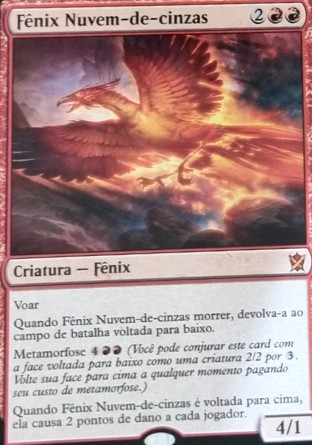 Fênix Nuvem-de-cinzas 2
Criatura — Fênix
Voar
Quando Fênix Nuvem-de-cinzas morrer, devolva-a ao
campo de batalha voltada para baixo.
Metamorfose 4 (Você pode conjurar este card com
a face voltada para baixo como uma criatura 2/2 por 3.
Volte sua face para cima a qualquer momento pagando
seu custo de metamorfose.)
Quando Fênix Nuvem-de-cinzas é voltada para cima,
ela causa 2 pontos de dano a cada jogador.
4/1